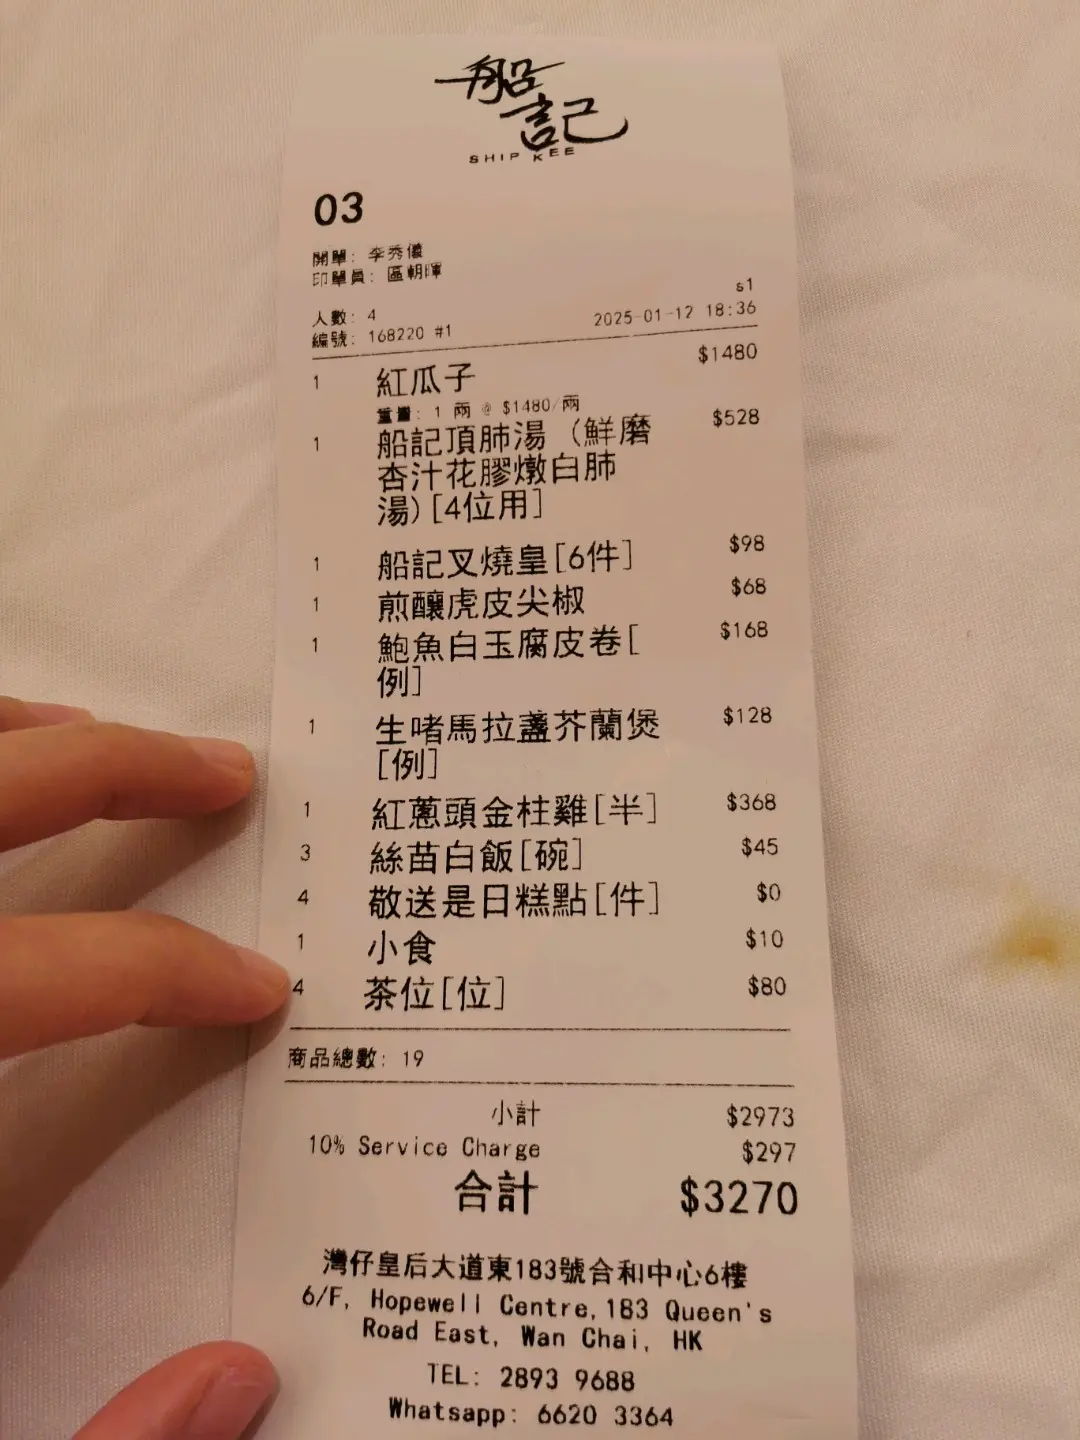 船記
SHIP KEE
03
開單: 李秀儀
印單員: 區朝暉
s1
人數: 4
2025-01-12 18:36
編號: 168220 #1
1 紅瓜子 $1480
重量: 1 兩 @ $1480/兩
1 船記頂肺湯 (鮮磨 $528
杏汁花膠燉白肺
湯)[4位用]
1 船記叉燒皇[6件] $98
1 煎釀虎皮尖椒 $68
1 鮑魚白玉腐皮卷[ $168
例]
1 生啫馬拉盞芥蘭煲 $128
[例]
1 紅蔥頭金柱雞[半] $368
3 絲苗白飯[碗] $45
4 敬送是日糕點[件] $0
1 小食 $10
4 茶位[位] $80
商品總數: 19
小計 $2973
10% Service Charge $297
合計 $3270
灣仔皇后大道東183號合和中心6樓
6/F, Hopewell Centre,183 Queen's
Road East, Wan Chai, HK
TEL: 2893 9688
Whatsapp: 6620 3364